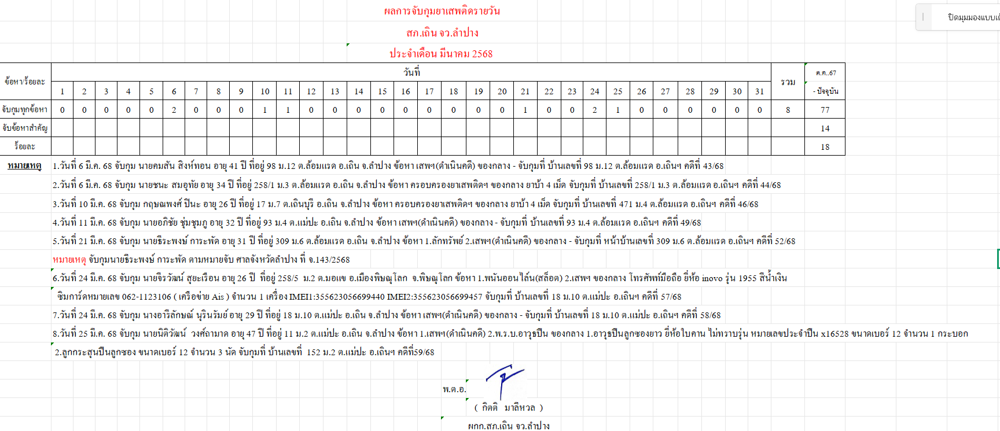 ผลการจับกุมยาเสพติดรายวัน
ปิดมุมมองแบบเต็
สภ.เถิน จว.ลำปาง
ประจำเดือน มีนาคม 2568
ข้อหา/ร้อยละ วันที่ รวม ต.ค..67 - ปัจจุบัน
1 2 3 4 5 6 7 8 9 10 11 12 13 14 15 16 17 18 19 20 21 22 23 24 25 26 27 28 29 30 31
จับกุมทุกข้อหา 0 0 0 0 0 2 0 0 0 1 1 0 0 0 0 0 0 0 0 0 1 0 0 2 1 0 0 0 0 0 0 8 77
จับข้อหาสำคัญ 14
ร้อยละ 18
หมายเหตุ 1.วันที่ 6 มี.ค. 68 จับกุม นายคมสัน สิงห์ทอน อายุ 41 ปี ที่อยู่ 98 ม.12 ต.ล้อมแรด อ.เถิน จ.ลำปาง ข้อหา เสพฯ(ดำเนินคดี) ของกลาง - จับกุมที่ บ้านเลขที่ 98 ม.12 ต.ล้อมแรด อ.เถินฯ คดีที่ 43/68
2.วันที่ 6 มี.ค. 68 จับกุม นายชนะ สมอุทัย อายุ 34 ปี ที่อยู่ 258/1 ม.3 ต.ล้อมแรด อ.เถิน จ.ลำปาง ข้อหา ครอบครองยาเสพติดฯ ของกลาง ยาบ้า 4 เม็ด จับกุมที่ บ้านเลขที่ 258/1 ม.3 ต.ล้อมแรด อ.เถินฯ คดีที่ 44/68
3.วันที่ 10 มี.ค. 68 จับกุม กฤษณพงศ์ ปินะ อายุ 26 ปี ที่อยู่ 17 ม.7 ต.เถินบุรี อ.เถิน จ.ลำปาง ข้อหา ครอบครองยาเสพติดฯ ของกลาง ยาบ้า 4 เม็ด จับกุมที่ บ้านเลขที่ 471 ม.4 ต.ล้อมแรด อ.เถินฯ คดีที่ 46/68
4.วันที่ 11 มี.ค. 68 จับกุม นายอภิชัย ชุ่มชุมภู อายุ 32 ปี ที่อยู่ 93 ม.4 ต.แม่ปะ อ.เถิน จ.ลำปาง ข้อหา เสพฯ(ดำเนินคดี) ของกลาง - จับกุมที่ บ้านเลขที่ 93 ม.4 ต.ล้อมแรด อ.เถินฯ คดีที่ 49/68
5.วันที่ 21 มี.ค. 68 จับกุม นายธีระพงษ์ การะพัด อายุ 31 ปี ที่อยู่ 309 ม.6 ต.ล้อมแรด อ.เถิน จ.ลำปาง ข้อหา 1.ลักทรัพย์ 2.เสพฯ(ดำเนินคดี) ของกลาง - จับกุมที่ หน้าบ้านเลขที่ 309 ม.6 ต.ล้อมแรด อ.เถินฯ คดีที่ 52/68
หมายเหตุ จับกุมนายธีระพงษ์ การะพัด ตามหมายจับ ศาลจังหวัดลำปาง ที่ จ.143/2568
6.วันที่ 24 มี.ค. 68 จับกุม นายจิรวัฒน์ สุยะเรือน อายุ 26 ปี ที่อยู่ 258/5 ม.2 ต.มอแข อ.เมืองพิษณุโลก จ.พิษณุโลก ข้อหา 1.พนันออนไล์น(สล็อต) 2.เสพฯ ของกลาง โทรศัพท์มือถือ ยี่ห้อ inovo รุ่น 1955 สีน้ำเงิน
ซิมการ์ดหมายเลข 062-1123106 ( เครือข่าย Ais ) จำนวน 1 เครื่อง IMEI1:355623056699440 IMEI2:355623056699457 จับกุมที่ บ้านเลขที่ 18 ม.10 ต.แม่ปะ อ.เถินฯ คดีที่ 57/68
7.วันที่ 24 มี.ค. 68 จับกุม นางอารีลักษณ์ นุรินรัมย์ อายุ 29 ปี ที่อยู่ 18 ม.10 ต.แม่ปะ อ.เถิน จ.ลำปาง ข้อหา เสพฯ(ดำเนินคดี) ของกลาง - จับกุมที่ บ้านเลขที่ 18 ม.10 ต.แม่ปะ อ.เถินฯ คดีที่ 58/68
8.วันที่ 25 มี.ค. 68 จับกุม นายนิติวัฒน์ วงศ์ถามาด อายุ 47 ปี ที่อยู่ 11 ม.2 ต.แม่ปะ อ.เถิน จ.ลำปาง ข้อหา 1.เสพฯ(ดำเนินคดี) 2.พ.ร.บ.อาวุธปืน ของกลาง 1.อาวุธปืนลูกซองยาว ยี่ห้อใบคาน ไม่ทราบรุ่น หมายเลขประจำปืน x16528 ขนาดเบอร์ 12 จำนวน 1 กระบอก
2.ลูกกระสุนปืนลูกซอง ขนาดเบอร์ 12 จำนวน 3 นัด จับกุมที่ บ้านเลขที่ 152 ม.2 ต.แม่ปะ อ.เถินฯ คดีที่59/68
พ.ต.อ.
( กิตติ มาลีหวล )
ผกก.สภ.เถิน จว.ลำปาง